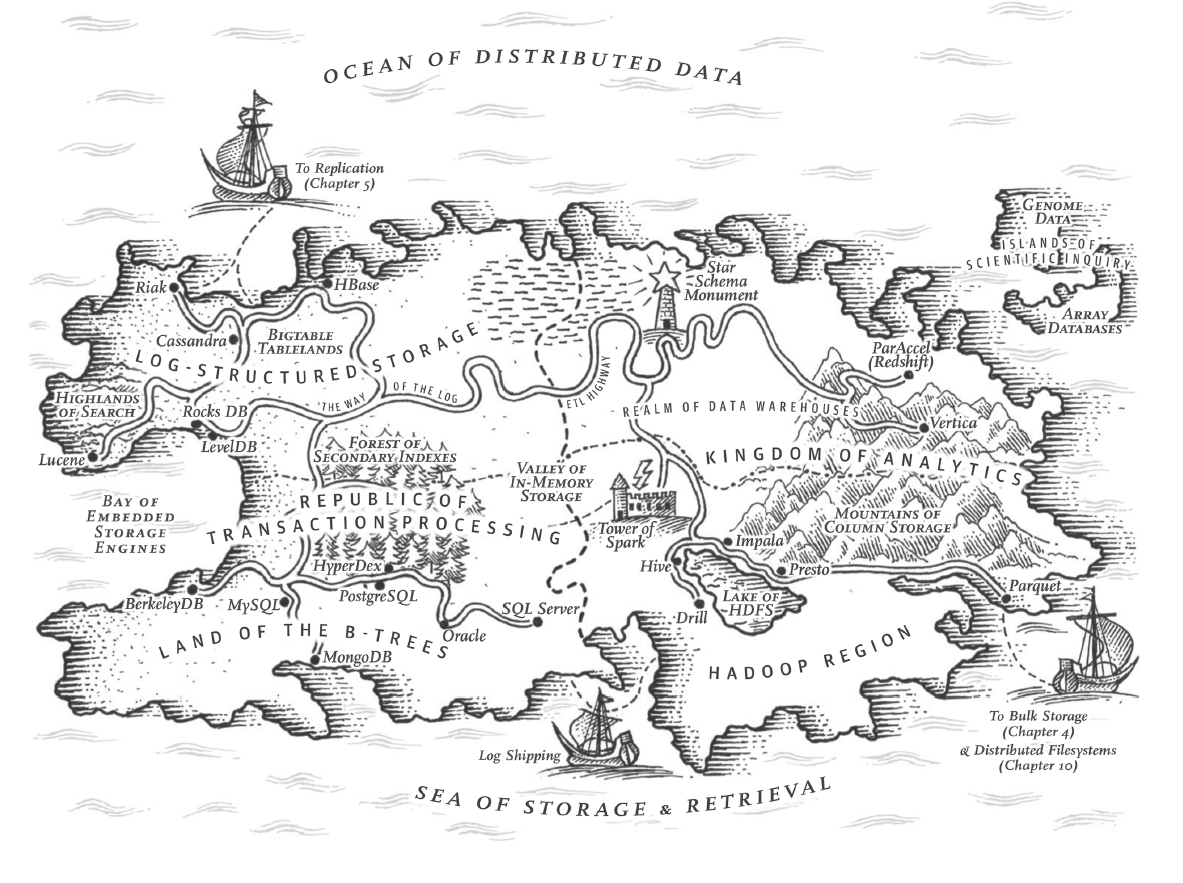 OCEAN OF DISTRIBUTED DATA
To Replication
(Chapter 5)
GENOME
DATA
ISLANDS OF
SCIENTIFIC INQUIRY
ARRAY
DATABASES
Riak
HBase
Star
Schema
Monument
Cassandra
BIGTABLE
TABLELANDS
LOG-STRUCTURED STORAGE
ParAccel
(Redshift)
HIGHLANDS
OF SEARCH
Rocks DB
THE WAY
OF THE LOG
ETL HIGHWAY
REALM OF DATA WAREHOUSES
Vertica
LevelDB
Lucene
FOREST OF
SECONDARY INDEXES
KINGDOM OF ANALYTICS
VALLEY OF
IN-MEMORY
STORAGE
BAY OF
EMBEDDED
STORAGE
ENGINES
REPUBLIC OF
TRANSACTION PROCESSING
Tower of
Spark
MOUNTAINS OF
COLUMN STORAGE
Impala
HyperDex
Hive
Presto
BerkeleyDB
MySQL
PostgreSQL
SQL Server
Oracle
LAKE OF
HDFS
Drill
Parquet
LAND OF THE B-TREES
MongoDB
HADOOP REGION
Log Shipping
To Bulk Storage
(Chapter 4)
& Distributed Filesystems
(Chapter 10)
SEA OF STORAGE & RETRIEVAL